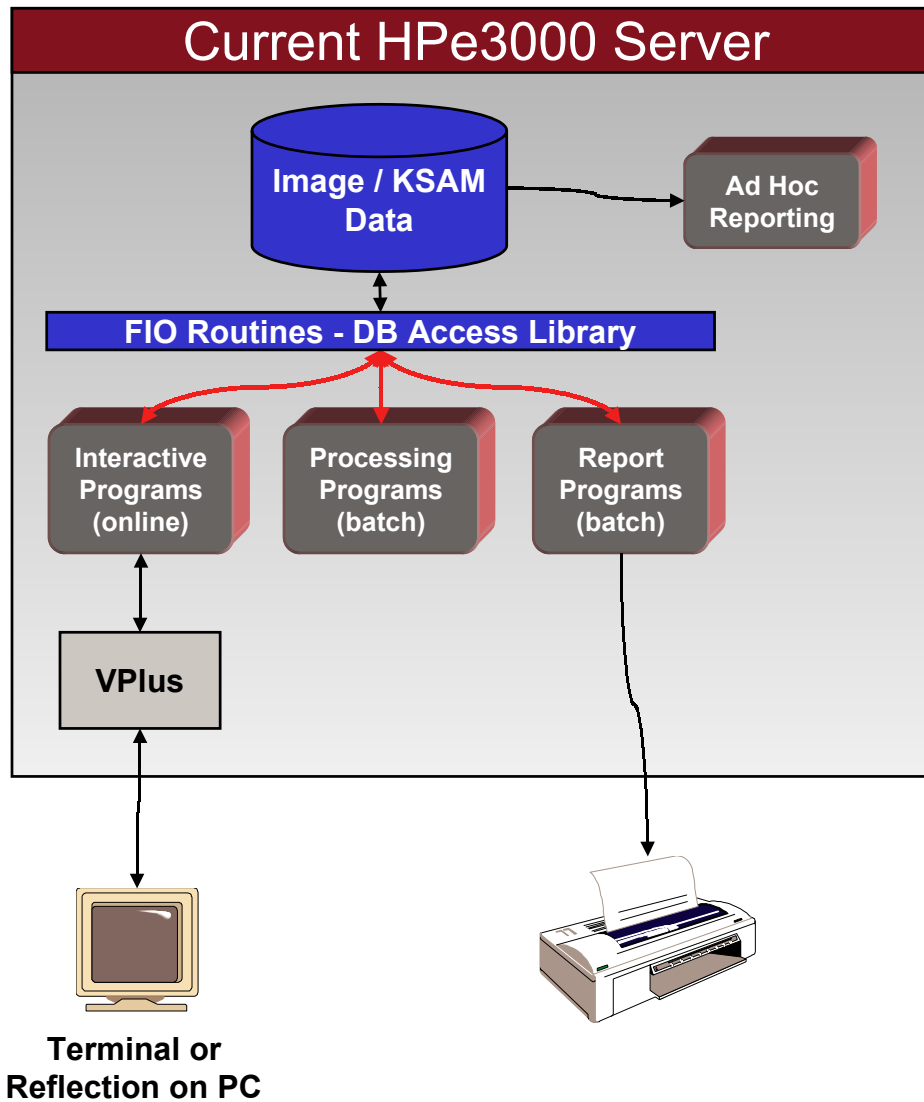 Current HPe3000 Server
Image / KSAM
Data
Ad Hoc
Reporting
FIO Routines - DB Access Library
Interactive
Programs
(online)
Processing
Programs
(batch)
Report
Programs
(batch)
VPlus
Terminal or
Reflection on PC